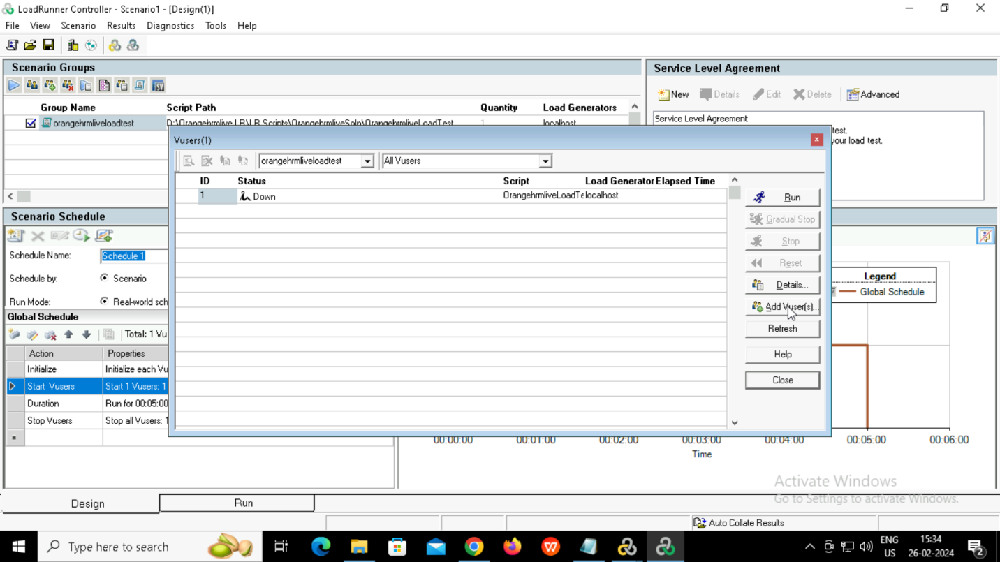 LoadRunner Controller - Scenario1 - [Design(1)]
File View Scenario Results Diagnostics Tools Help
Scenario Groups
Group Name Script Path Quantity Load Generators
orangehrmliveloadtest D:\Orangehrmlive LR\LR Scripts\OrangehrmliveSoln\OrangehrmliveLoadTest 1 localhost
Service Level Agreement
New Details Edit Delete Advanced
Service Level Agreement
test.
your load test.
Vusers(1)
orangehrmliveloadtest All Vusers
ID Status Script Load Generator Elapsed Time
1 Down OrangehrmliveLoadTe localhost
Run
Gradual Stop
Stop
Reset
Details...
Add Vuser(s)...
Refresh
Help
Close
Scenario Schedule
Schedule Name: Schedule 1
Schedule by: Scenario
Run Mode: Real-world sch
Global Schedule
Total: 1 Vu
Action Properties
Initialize Initialize each Vu
Start Vusers Start 1 Vusers: 1
Duration Run for 00:05:00
Stop Vusers Stop all Vusers: 1
*
Legend
Global Schedule
00:00:00 00:01:00 00:02:00 00:03:00 00:04:00 00:05:00 00:06:00
Time
Activate Windows
Go to Settings to activate Windows.
Design Run
Auto Collate Results
Type here to search
ENG
US
15:34
26-02-2024
2